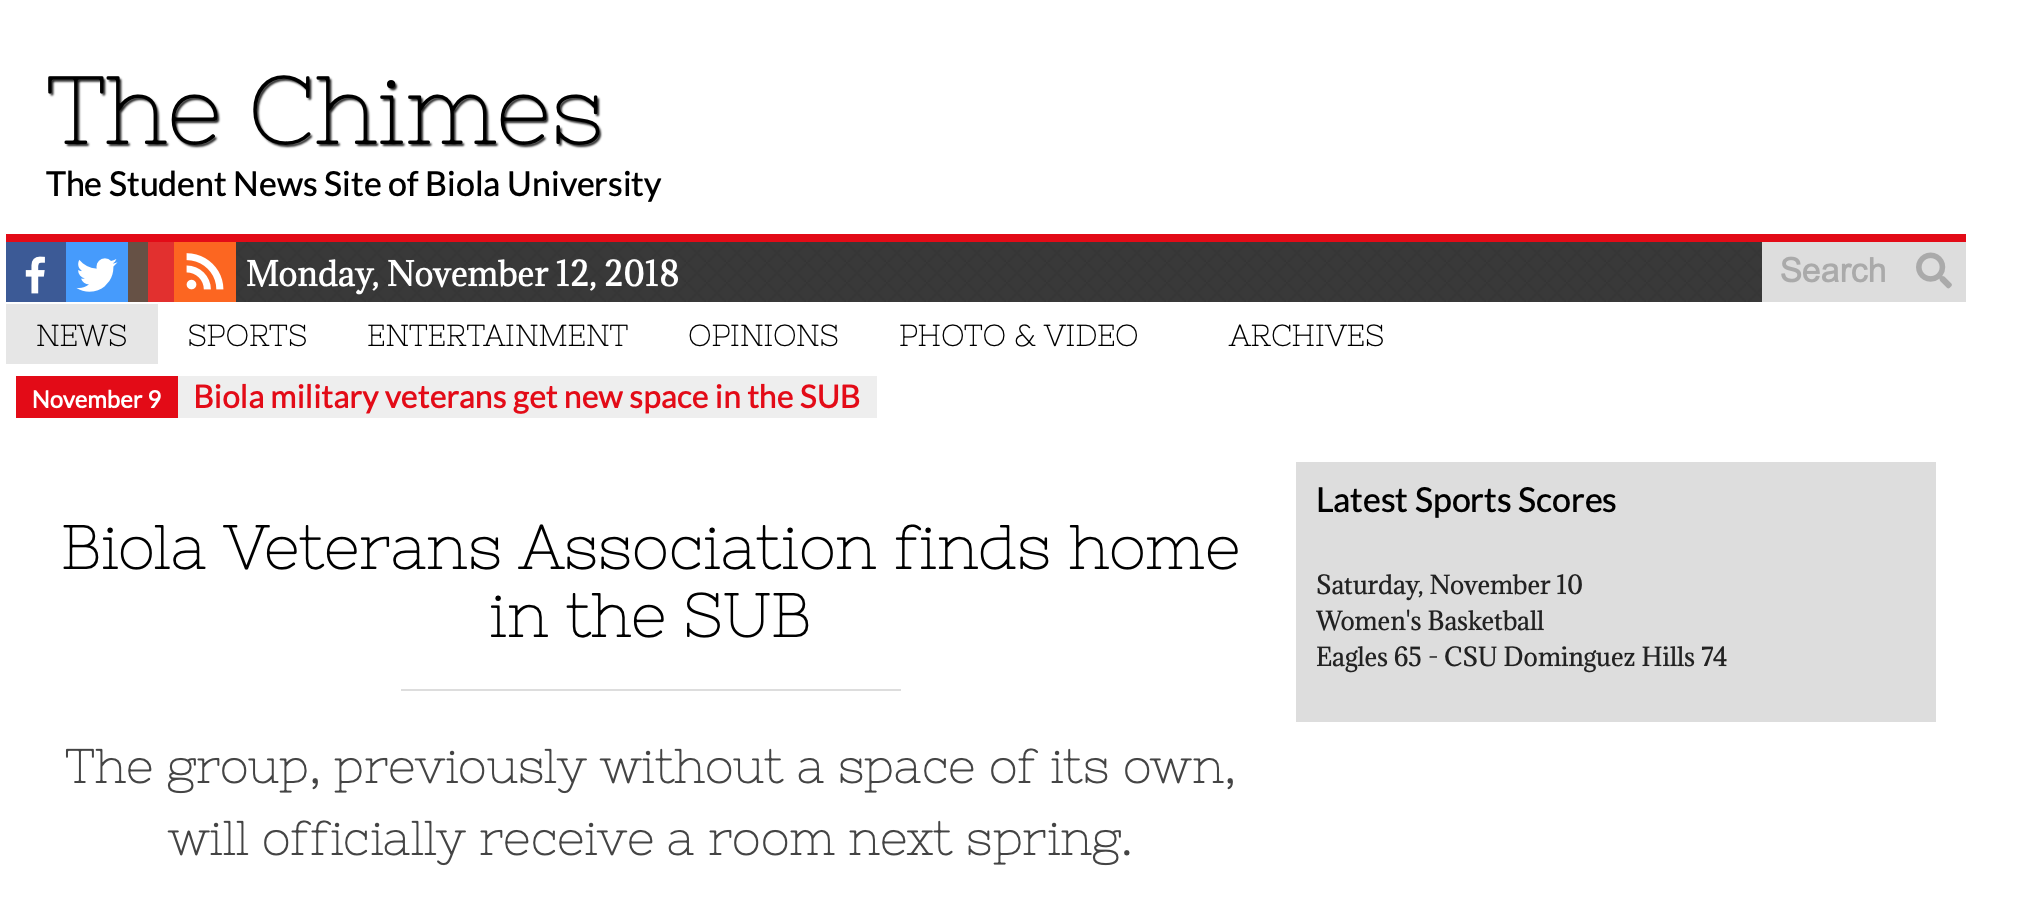 The Chimes
The Student News Site of Biola University
Monday, November 12, 2018
Search
NEWS SPORTS ENTERTAINMENT OPINIONS PHOTO & VIDEO ARCHIVES
November 9 Biola military veterans get new space in the SUB
Biola Veterans Association finds home
in the SUB
The group, previously without a space of its own,
will officially receive a room next spring.
Latest Sports Scores
Saturday, November 10
Women's Basketball
Eagles 65 - CSU Dominguez Hills 74